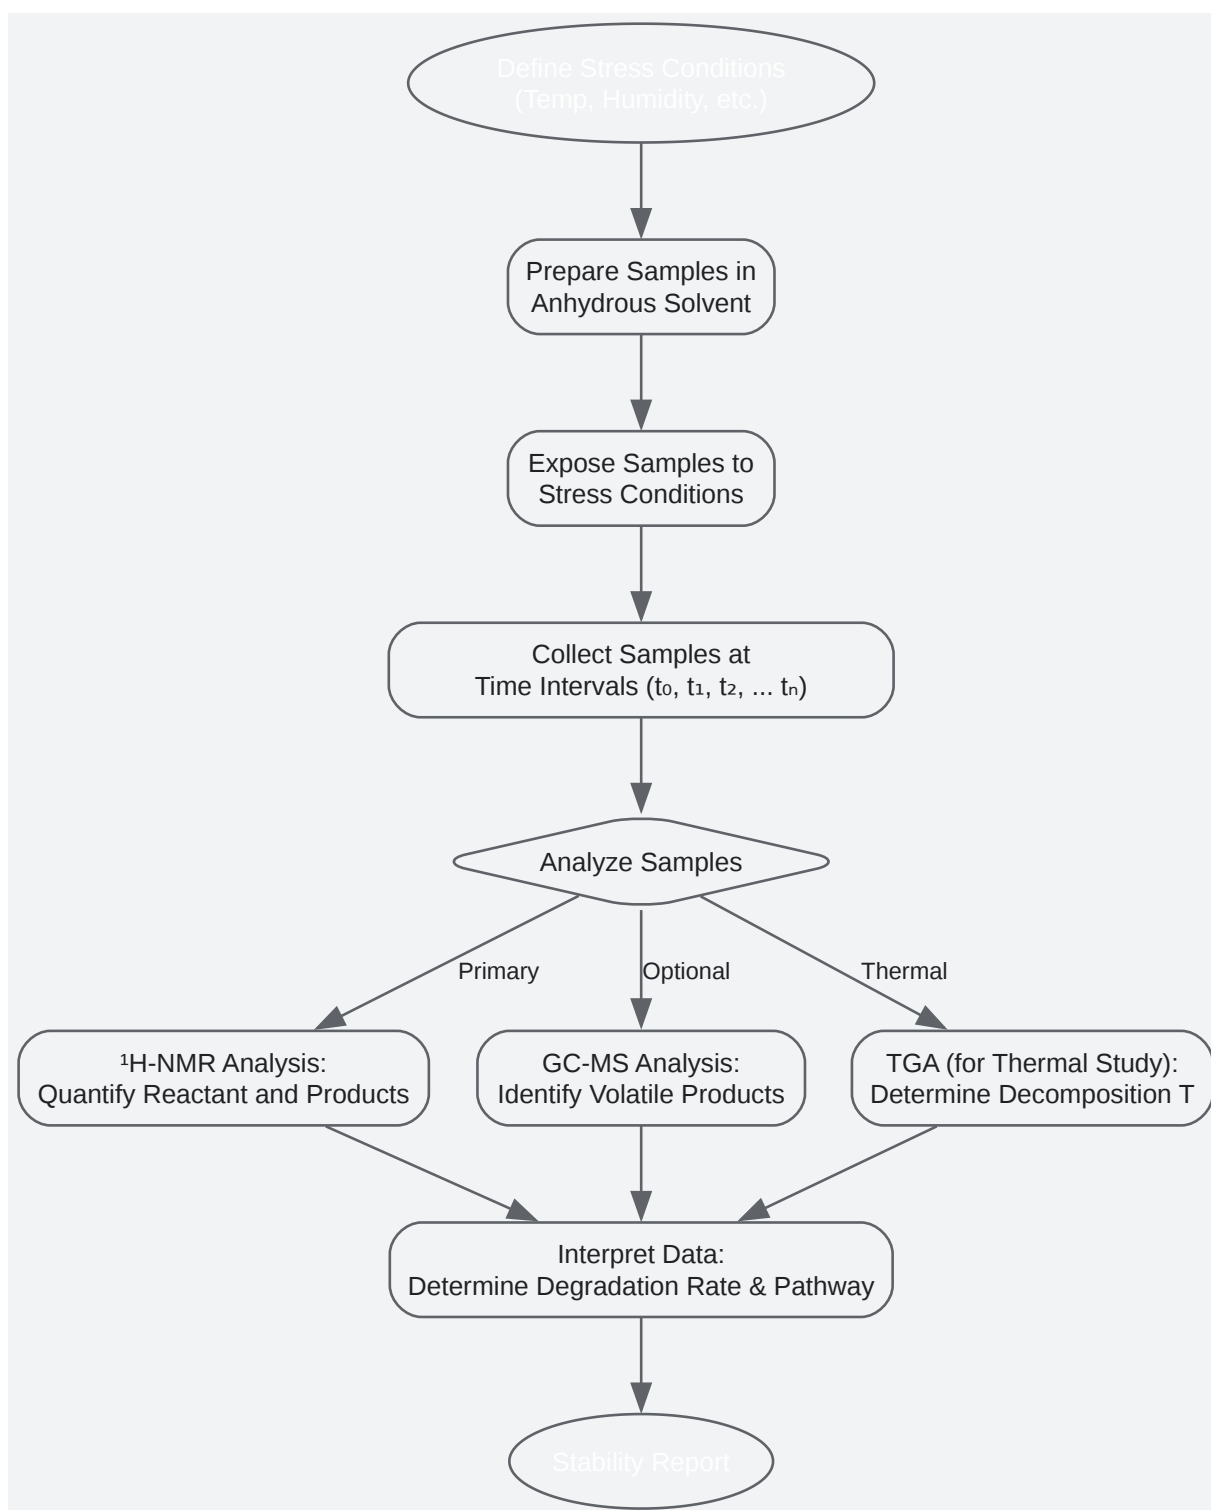 Define Stress Conditions
(Temp, Humidity, etc.)
Prepare Samples in
Anhydrous Solvent
Expose Samples to
Stress Conditions
Collect Samples at
Time Intervals (t₀, t₁, t₂, ... tₙ)
Analyze Samples
Primary
Optional
Thermal
¹H-NMR Analysis:
Quantify Reactant and Products
GC-MS Analysis:
Identify Volatile Products
TGA (for Thermal Study):
Determine Decomposition T
Interpret Data:
Determine Degradation Rate & Pathway
Stability Report